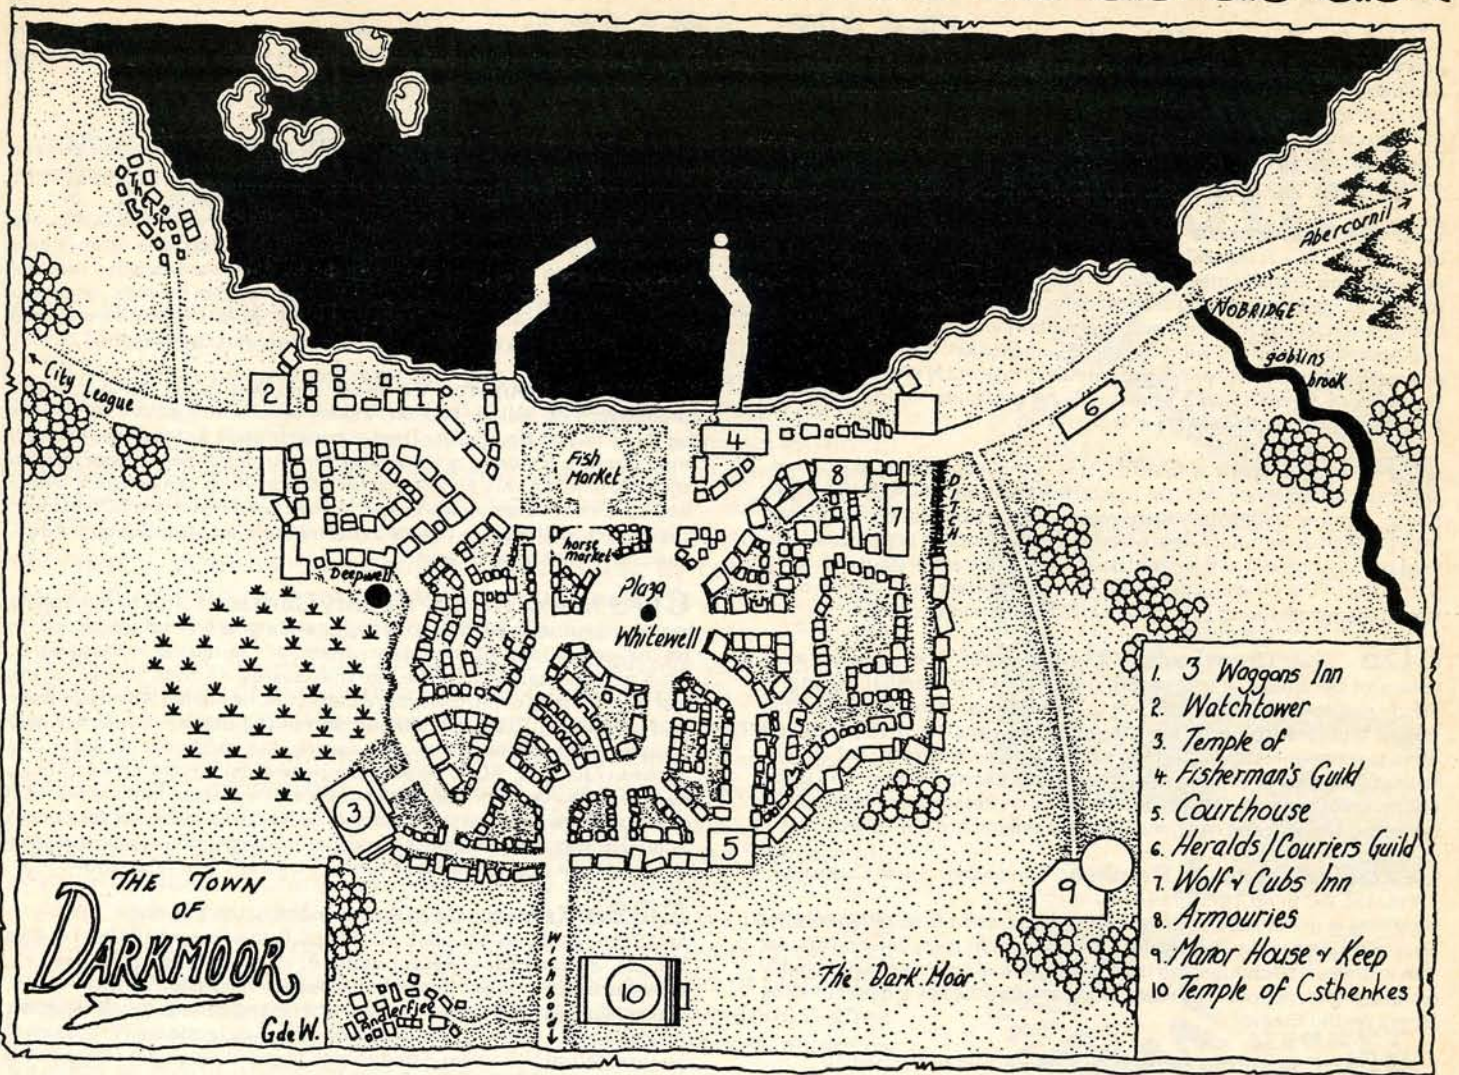 Abercornil
NOBRIDGE
goblins
brook
City League
2
1
6
4
Fish
Market
8
7
DITCH
horse
market
Deepwell
Plaza
Whitewell
3
5
9
10
Wichbold
The Dark Moor
Anderfjee
THE TOWN
OF
DARKMOOR
G de W.
1. 3 Waggons Inn
2. Watchtower
3. Temple of
4. Fisherman's Guild
5. Courthouse
6. Heralds/Couriers Guild
7. Wolf & Cubs Inn
8. Armouries
9. Manor House & Keep
10 Temple of Csthenkes